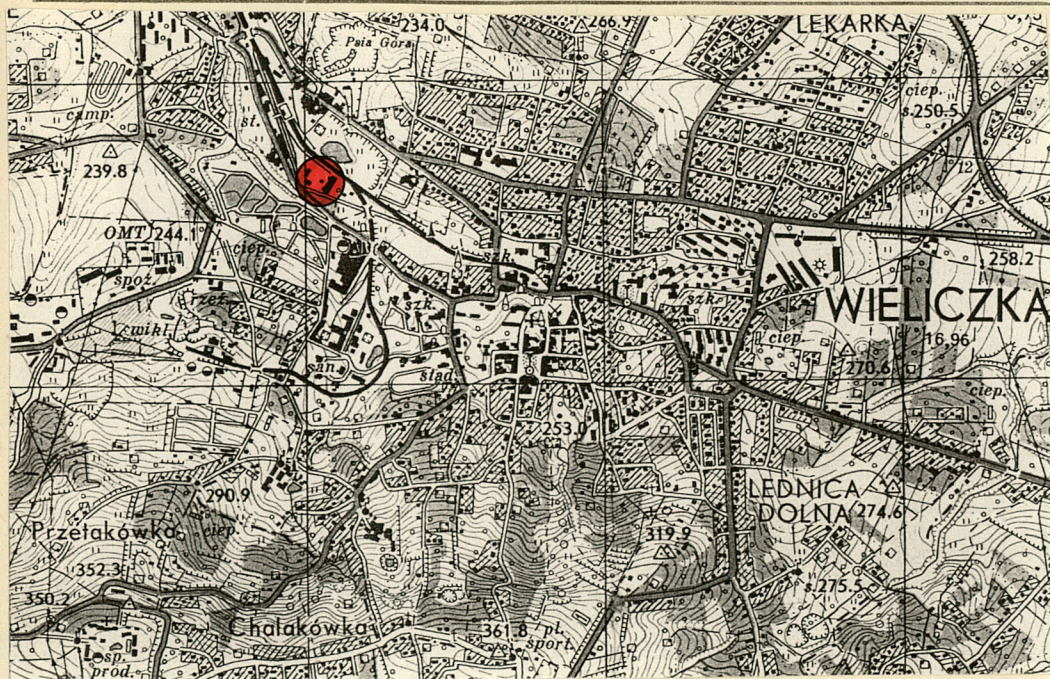 234.0
266.9
LEKARKA
Psia Góra
camp.
st.
ciep.
s.250.5
239.8
12
OMT
244.1
ciep.
szk.
258.2
spoż.
szk.
szk.
WIELICZKA
cwikl.
ciep.
16,96
san.
stad.
270.6
ciep.
253.0
290.9
LEDNICA
DOLNA
274.6
Przetakówka
ciep.
319.9
352.3
s.275.5
350.2
Chalakówka
361.8
pl.
sport.
sp.
prod.